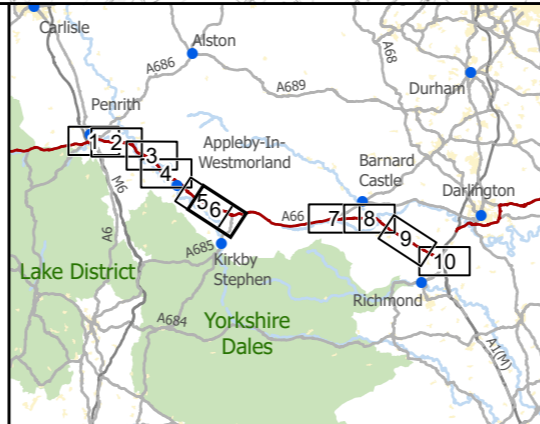 Carlisle
Alston
A68
A686
A689
Durham
Penrith
Appleby-In-
Westmorland
Barnard
Castle
Darlington
1
2
3
4
5
6
7
8
9
10
M6
A66
A6
A685
Kirkby
Stephen
Lake District
Richmond
A684
Yorkshire
Dales
A1(M)